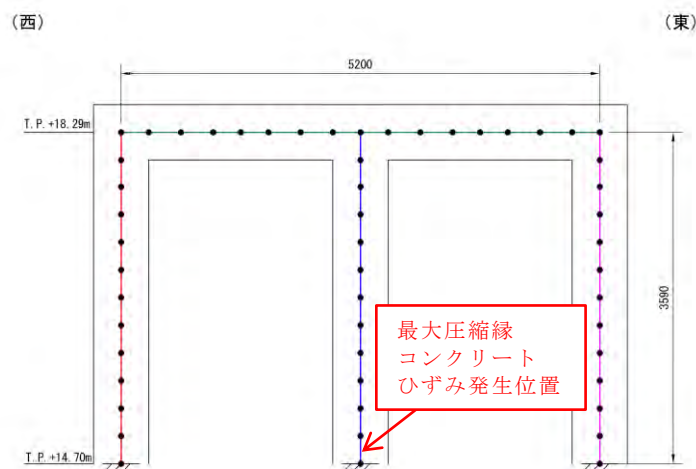 (西)
(東)
5200
T.P.+18.29m
3590
最大圧縮縁
コンクリート
ひずみ発生位置
T.P.+14.70m